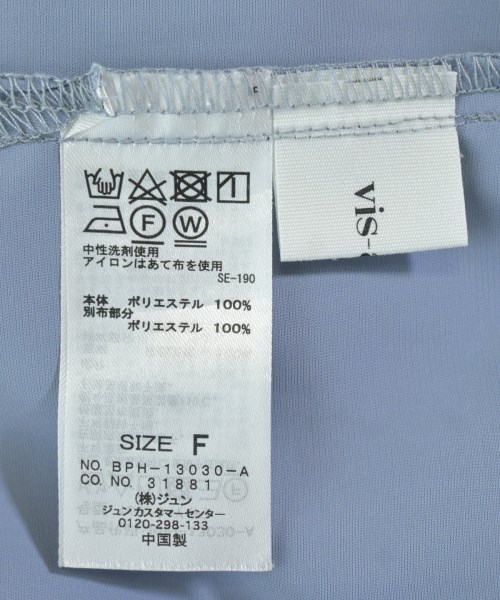 F
W
中性洗剤使用
アイロンはあて布を使用
SE-190
本体 ポリエステル 100%
別布部分
ポリエステル 100%
SIZE F
NO. BPH-13030-A
CO. NO. 31881
(株)ジュン
ジュンカスタマーセンター
0120-298-133
中国製
vis-